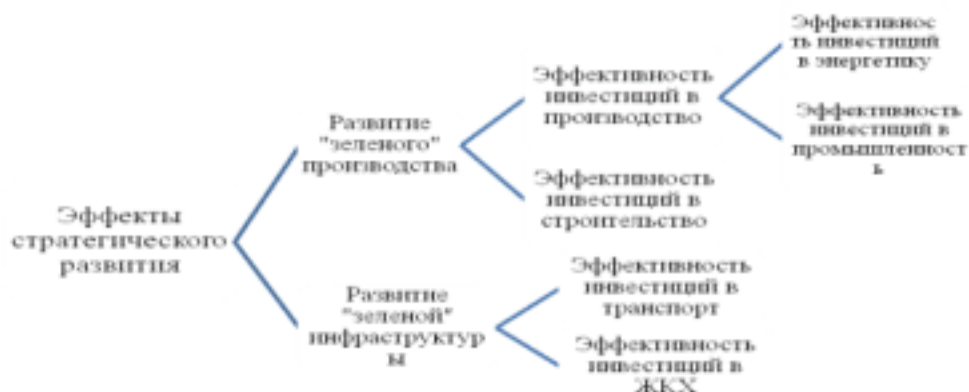 Эффекты
стратегического
развития
Развитие
"зеленого"
производства
Эффективность
инвестиций в
производство
Эффективнос
ть инвестиций
в энергетику
Эффективность
инвестиций в
промышленност
ь
Эффективность
инвестиций в
строительство
Развитие
"зеленой"
инфраструктур
ы
Эффективность
инвестиций в
транспорт
Эффективность
инвестиций в
ЖКХ